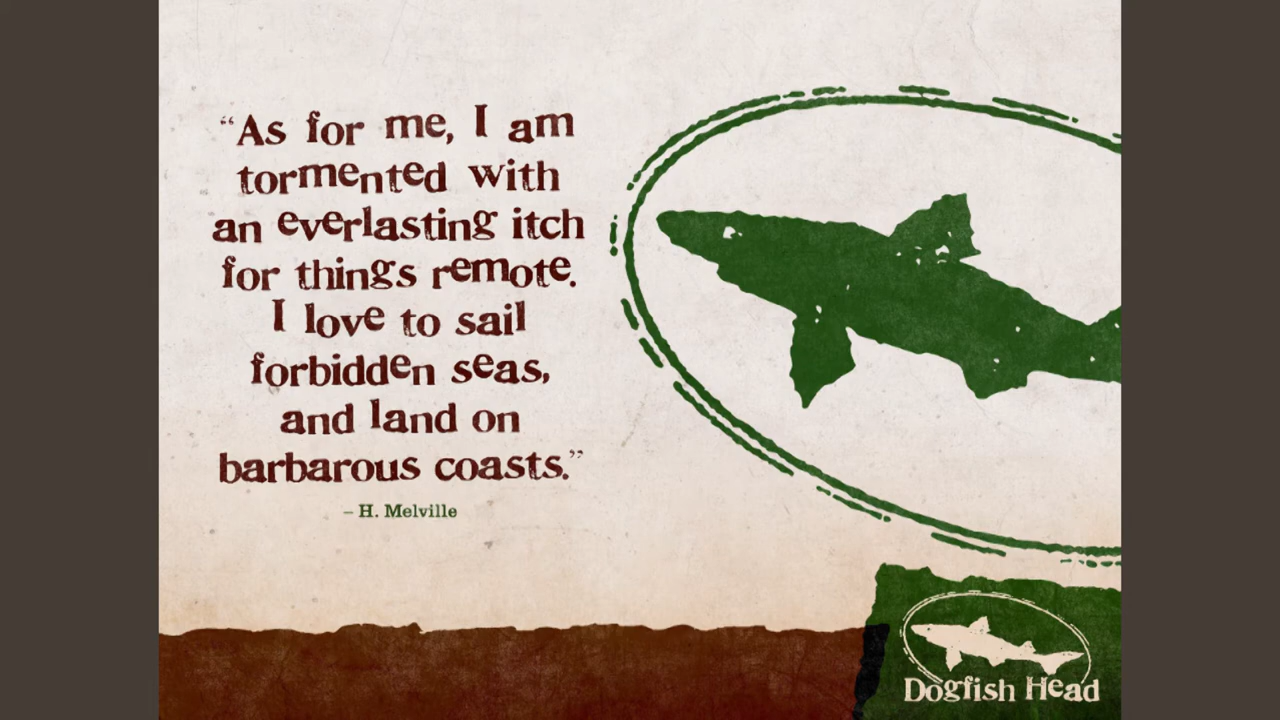 “As for me, I am
tormented with
an everlasting itch
for things remote.
I love to sail
forbidden seas,
and land on
barbarous coasts.”
– H. Melville
Dogfish Head